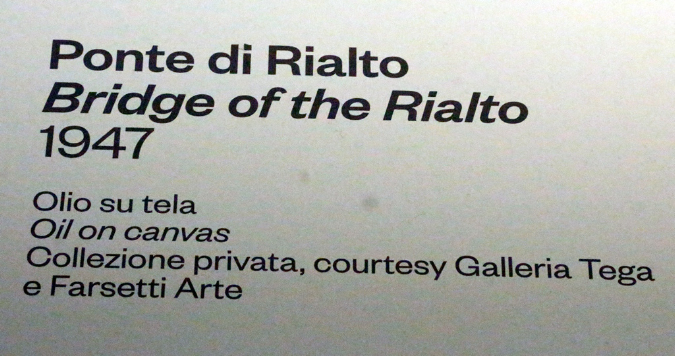 Ponte di Rialto
Bridge of the Rialto
1947
Olio su tela
Oil on canvas
Collezione privata, courtesy Galleria Tega
e Farsetti Arte